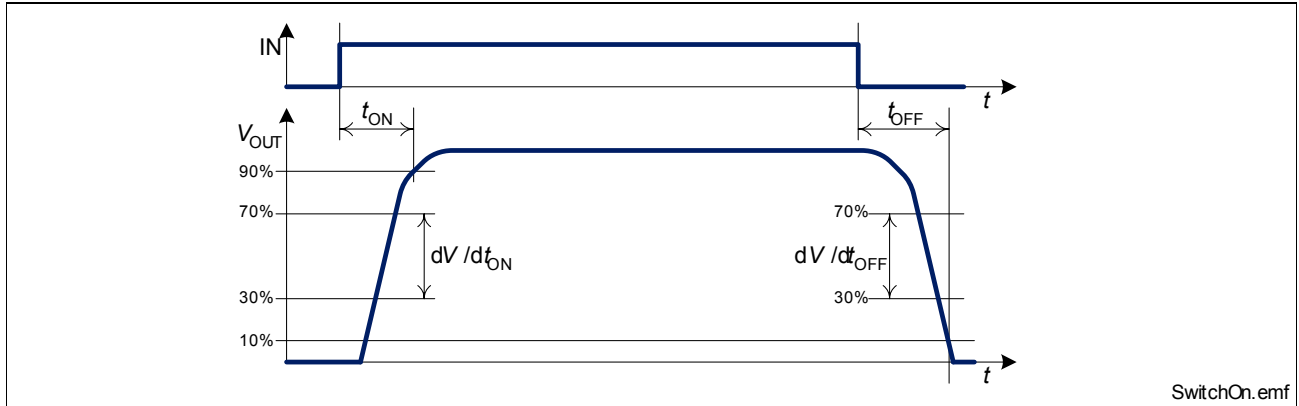 IN
t
tON
tOFF
VOUT
90%
70%
70%
dV /dtON
dV /dtOFF
30%
30%
10%
t
SwitchOn.emf